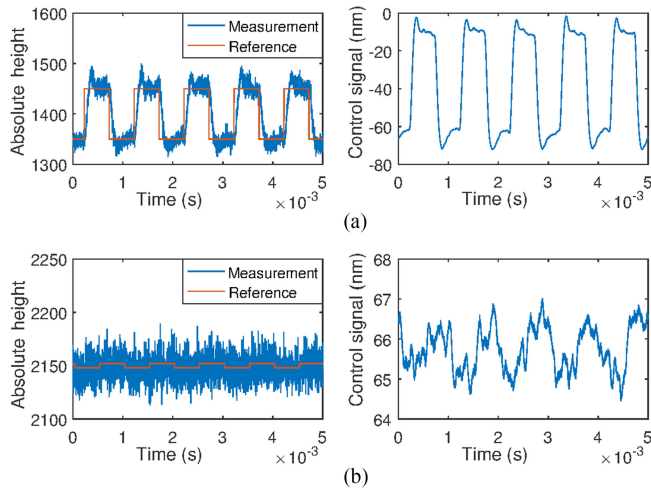 1600
1500
1400
1300
Absolute height
Measurement
Reference
0 1 2 3 4 5
Time (s)
×10⁻³
0
-20
-40
-60
-80
Control signal (nm)
0 1 2 3 4 5
Time (s)
×10⁻³
(a)
2250
2200
2150
2100
Absolute height
Measurement
Reference
0 1 2 3 4 5
Time (s)
×10⁻³
68
67
66
65
64
Control signal (nm)
0 1 2 3 4 5
Time (s)
×10⁻³
(b)